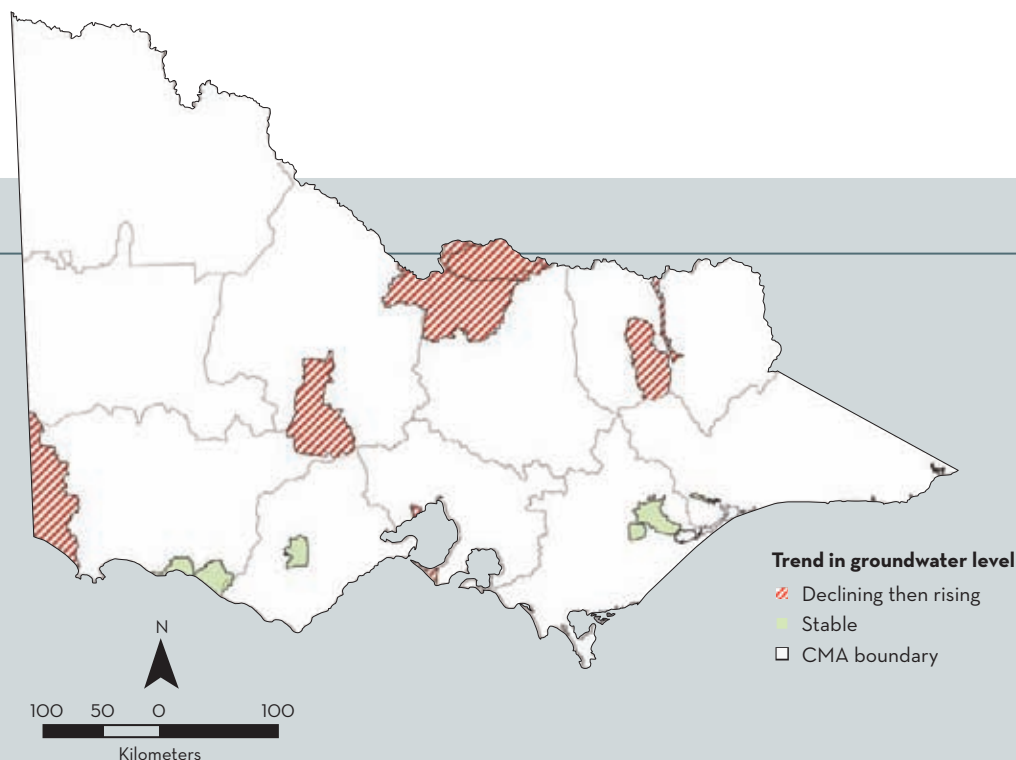 Trend in groundwater level
Declining then rising
Stable
CMA boundary
N
100 50 0 100
Kilometers